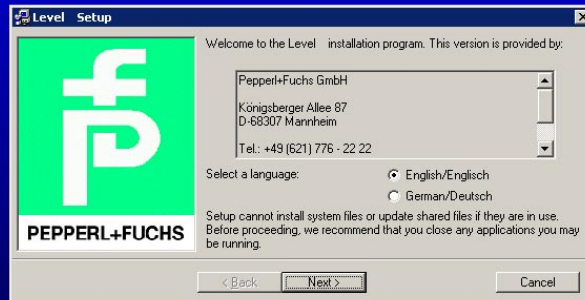 Level Setup
Welcome to the Level installation program. This version is provided by:
Pepperl+Fuchs GmbH
Königsberger Allee 87
D-68307 Mannheim
Tel.: +49 (621) 776 - 22 22
Select a language:
English/Englisch
German/Deutsch
Setup cannot install system files or update shared files if they are in use.
Before proceeding, we recommend that you close any applications you may
be running.
PEPPERL+FUCHS
< Back
Next >
Cancel